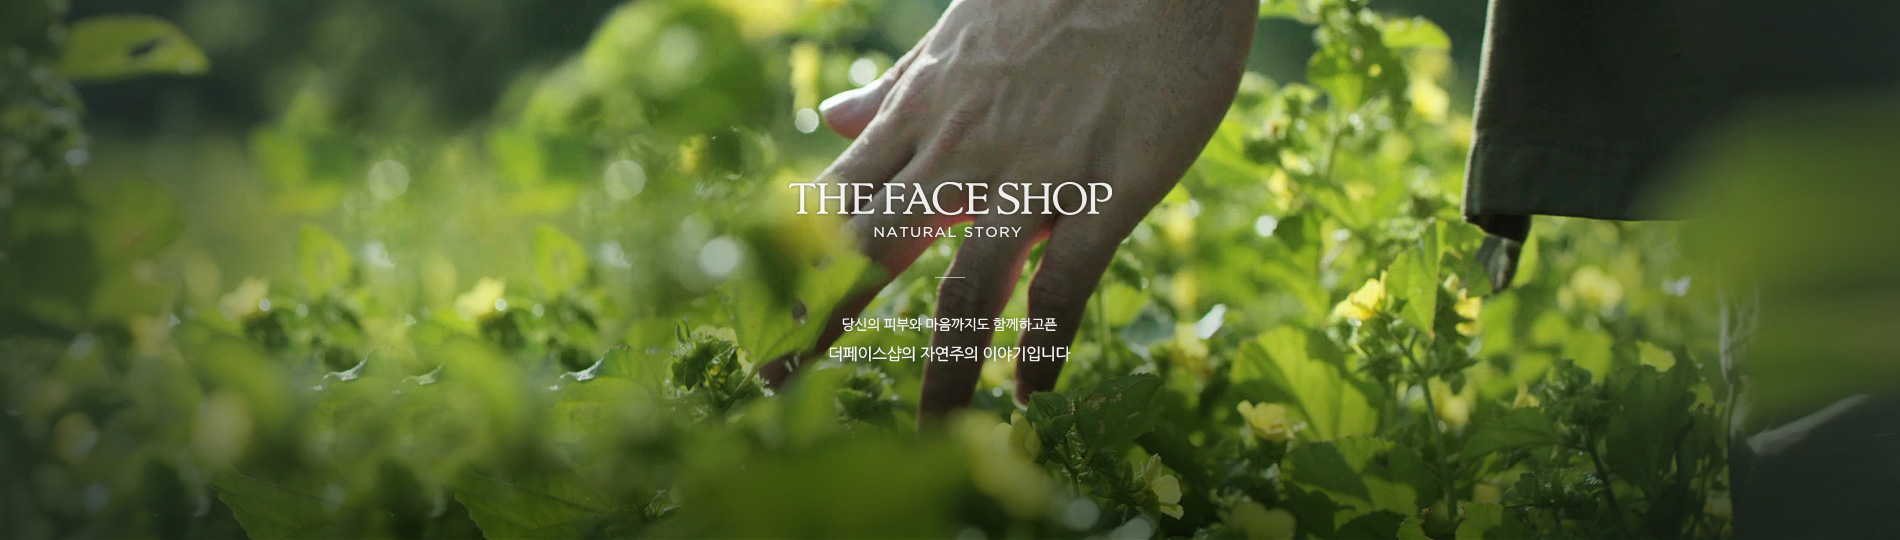 THE FACE SHOP
NATURAL STORY
당신의 피부와 마음까지도 함께하고픈
더페이스샵의 자연주의 이야기입니다